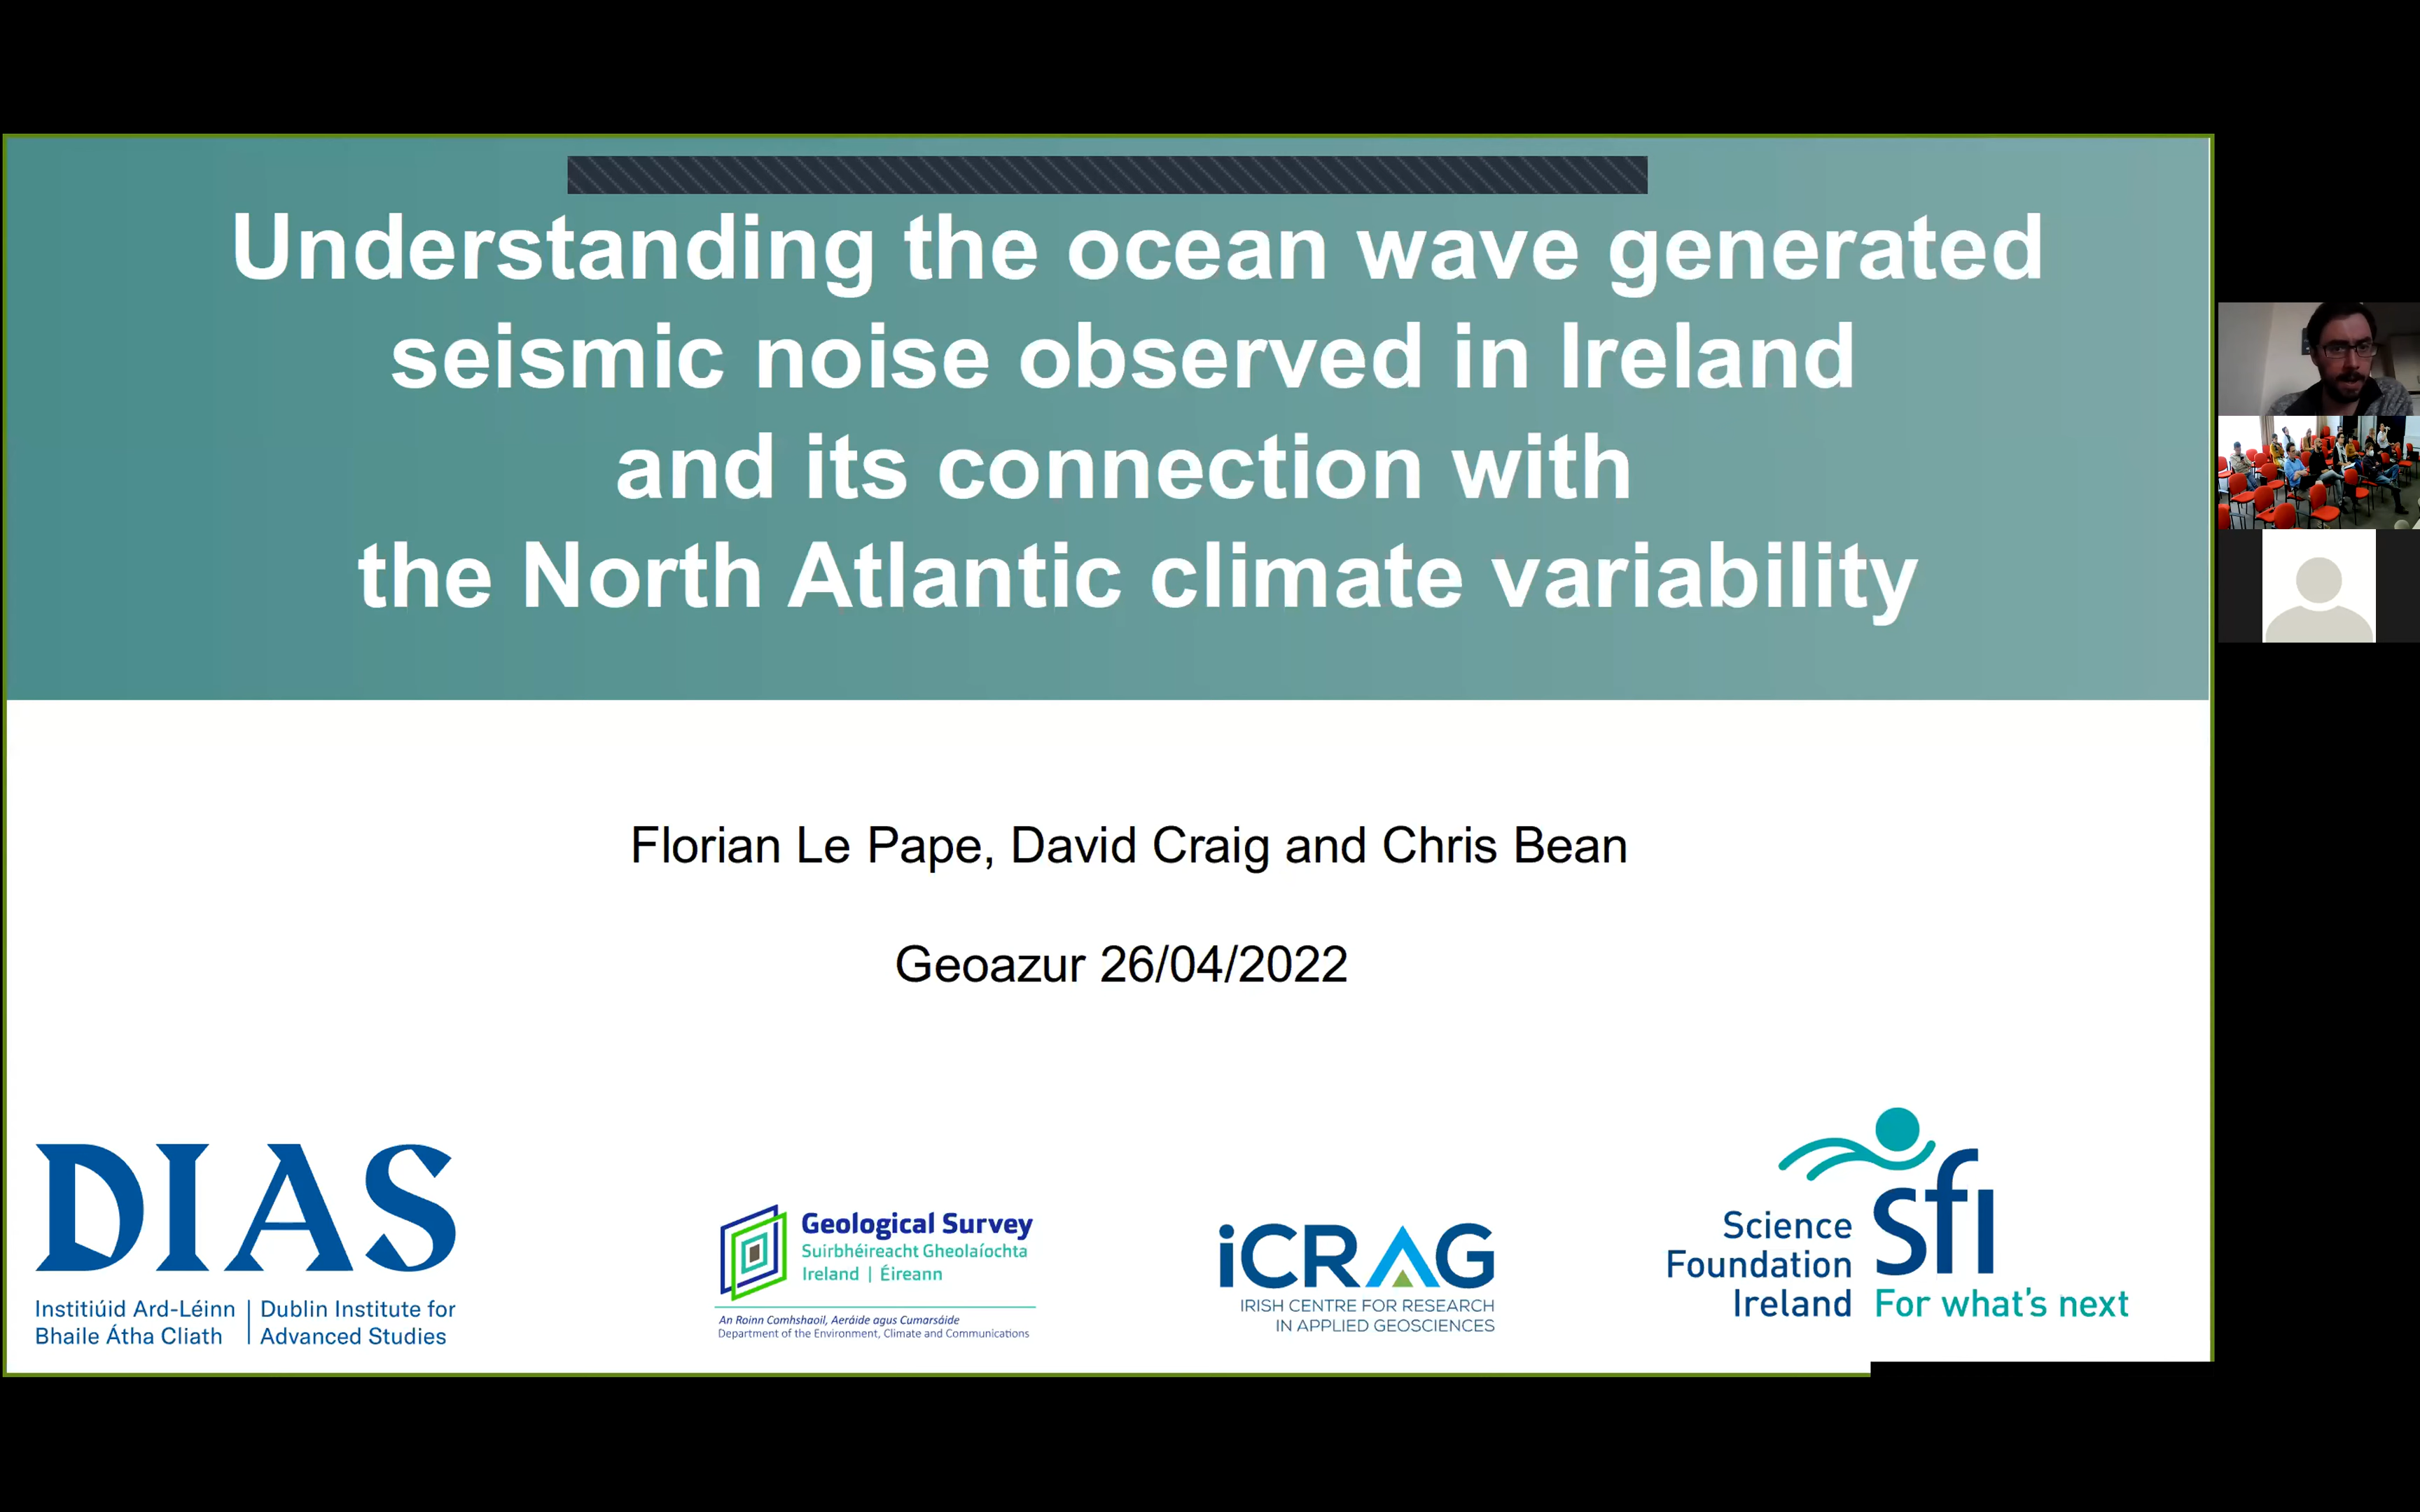 Understanding the ocean wave generated
seismic noise observed in Ireland
and its connection with
the North Atlantic climate variability
Florian Le Pape, David Craig and Chris Bean
Geoazur 26/04/2022
DIAS
Institiúid Ard-Léinn
Bhaile Átha Cliath
Dublin Institute for
Advanced Studies
Geological Survey
Suirbhéireacht Gheolaíochta
Ireland | Éireann
An Roinn Comhshaoil, Aeráide agus Cumarsáide
Department of the Environment, Climate and Communications
iCRAG
IRISH CENTRE FOR RESEARCH
IN APPLIED GEOSCIENCES
Science
Foundation
Ireland
sfi
For what's next